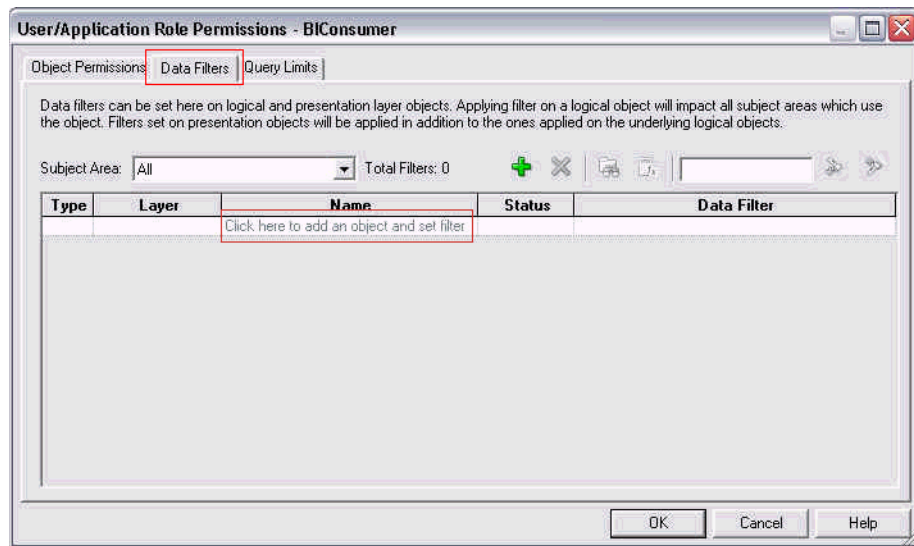 User/Application Role Permissions - BIConsumer
Object Permissions Data Filters Query Limits
Data filters can be set here on logical and presentation layer objects. Applying filter on a logical object will impact all subject areas which use
the object. Filters set on presentation objects will be applied in addition to the ones applied on the underlying logical objects.
Subject Area: All Total Filters: 0
Type Layer Name Status Data Filter
Click here to add an object and set filter
OK Cancel Help